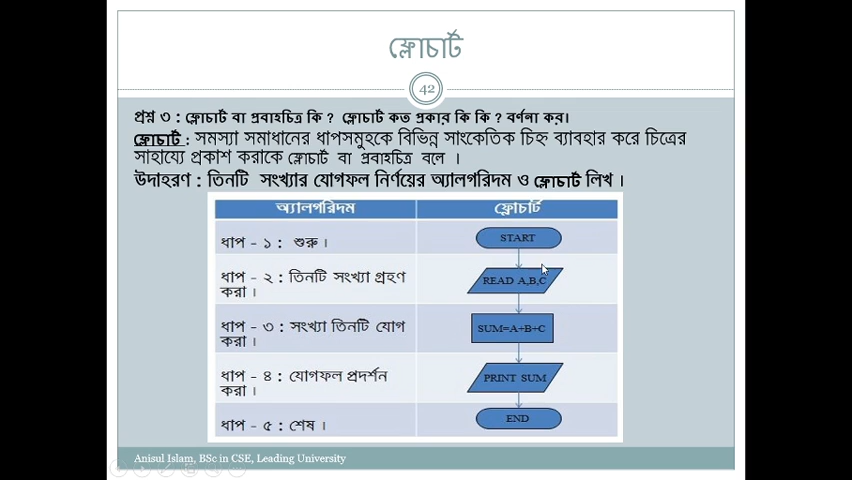 ফ্লোচার্ট
42
প্রশ্ন ৩ : ফ্লোচার্ট বা প্রবাহচিত্র কি ? ফ্লোচার্ট কত প্রকার কি কি ? বর্ণনা কর।
ফ্লোচার্ট : সমস্যা সমাধানের ধাপসমুহকে বিভিন্ন সাংকেতিক চিহ্ন ব্যাবহার করে চিত্রের
সাহায্যে প্রকাশ করাকে ফ্লোচার্ট বা প্রবাহচিত্র বলে ।
উদাহরণ : তিনটি সংখ্যার যোগফল নির্ণয়ের অ্যালগরিদম ও ফ্লোচার্ট লিখ ।
অ্যালগরিদম ফ্লোচার্ট
ধাপ - ১ : শুরু । START
ধাপ - ২ : তিনটি সংখ্যা গ্রহণ
করা । READ A,B,C
ধাপ - ৩ : সংখ্যা তিনটি যোগ
করা । SUM=A+B+C
ধাপ - ৪ : যোগফল প্রদর্শন
করা । PRINT SUM
ধাপ - ৫ : শেষ । END
Anisul Islam, BSc in CSE, Leading University